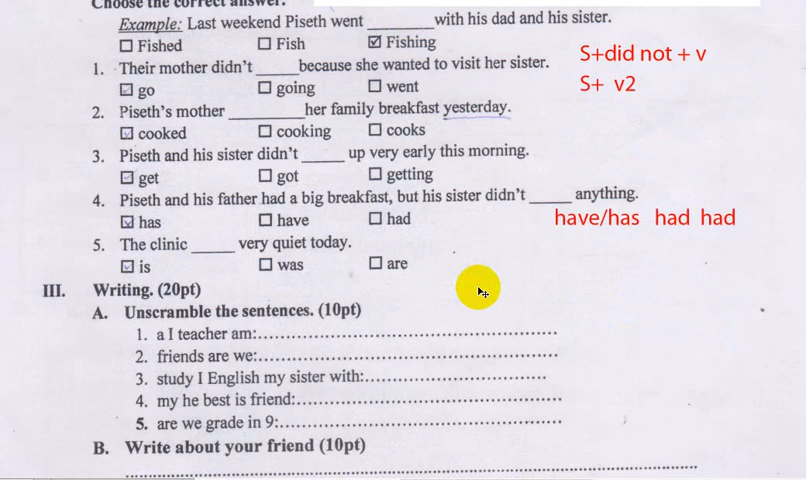 Choose the correct answer.
Example: Last weekend Piseth went ________ with his dad and his sister.
☐ Fished ☐ Fish ☑ Fishing
1. Their mother didn't _____ because she wanted to visit her sister.
☑ go ☐ going ☐ went
S+did not + v
S+ v2
2. Piseth's mother _________ her family breakfast yesterday.
☑ cooked ☐ cooking ☐ cooks
3. Piseth and his sister didn't _____ up very early this morning.
☑ get ☐ got ☐ getting
4. Piseth and his father had a big breakfast, but his sister didn't _____ anything.
☑ has ☐ have ☐ had
have/has had had
5. The clinic _____ very quiet today.
☑ is ☐ was ☐ are
III. Writing. (20pt)
A. Unscramble the sentences. (10pt)
1. a I teacher am:..............................
2. friends are we:..............................
3. study I English my sister with:..............................
4. my he best is friend:..............................
5. are we grade in 9:..............................
B. Write about your friend (10pt)